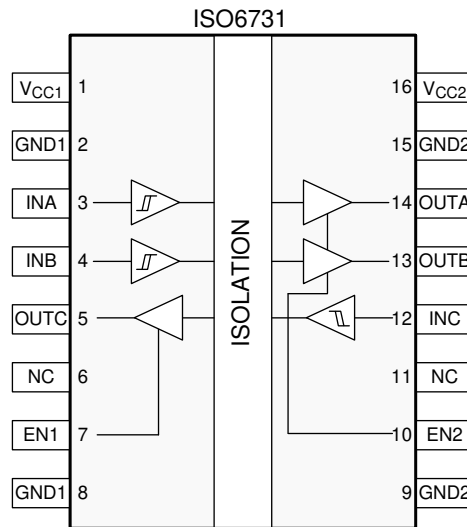 ISO6731
VCC1 1 16 VCC2
GND1 2 15 GND2
INA 3 14 OUTA
INB 4 13 OUTB
OUTC 5 12 INC
NC 6 11 NC
EN1 7 10 EN2
GND1 8 9 GND2
ISOLATION